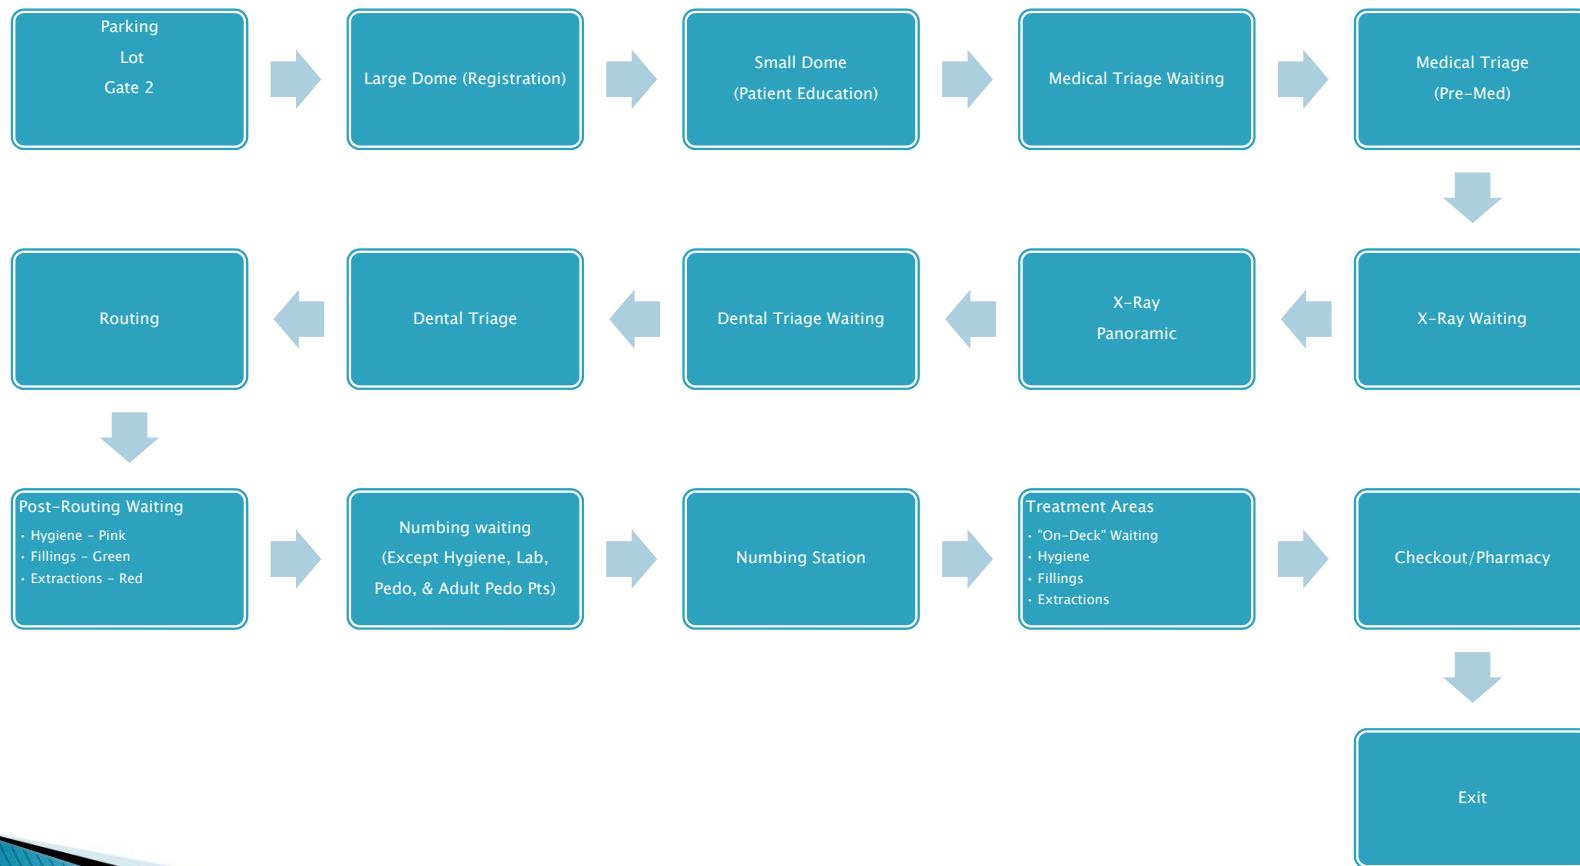 Parking
Lot
Gate 2
Large Dome (Registration)
Small Dome
(Patient Education)
Medical Triage Waiting
Medical Triage
(Pre-Med)
X-Ray Waiting
X-Ray
Panoramic
Dental Triage Waiting
Dental Triage
Routing
Post-Routing Waiting
• Hygiene - Pink
• Fillings - Green
• Extractions - Red
Numbing waiting
(Except Hygiene, Lab,
Pedo, & Adult Pedo Pts)
Numbing Station
Treatment Areas
• "On-Deck" Waiting
• Hygiene
• Fillings
• Extractions
Checkout/Pharmacy
Exit